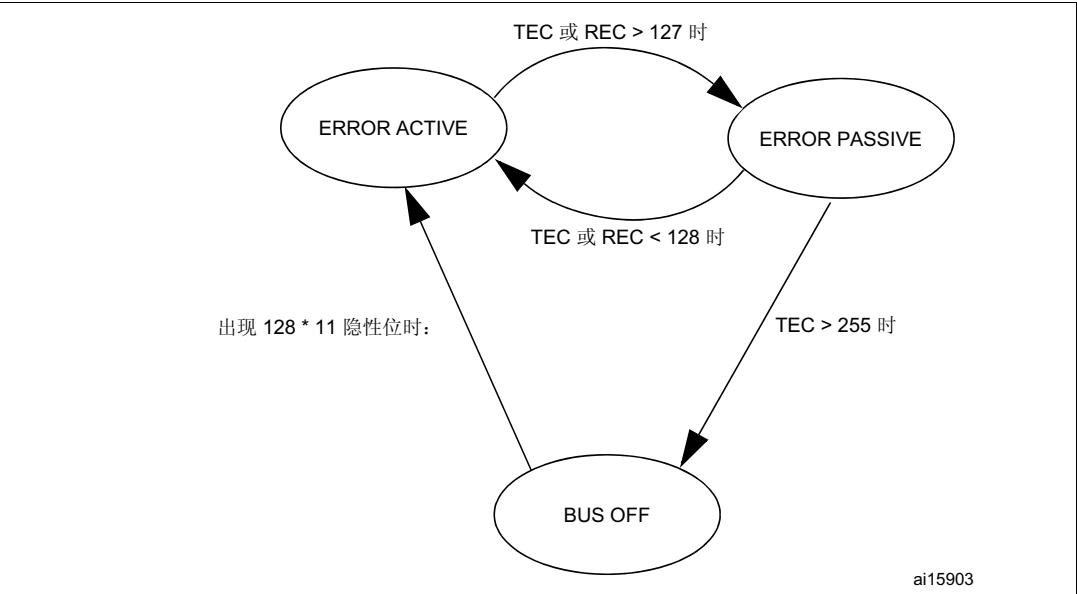 TEC 或 REC > 127 时
ERROR ACTIVE
ERROR PASSIVE
TEC 或 REC < 128 时
出现 128 * 11 隐性位时:
TEC > 255 时
BUS OFF
ai15903